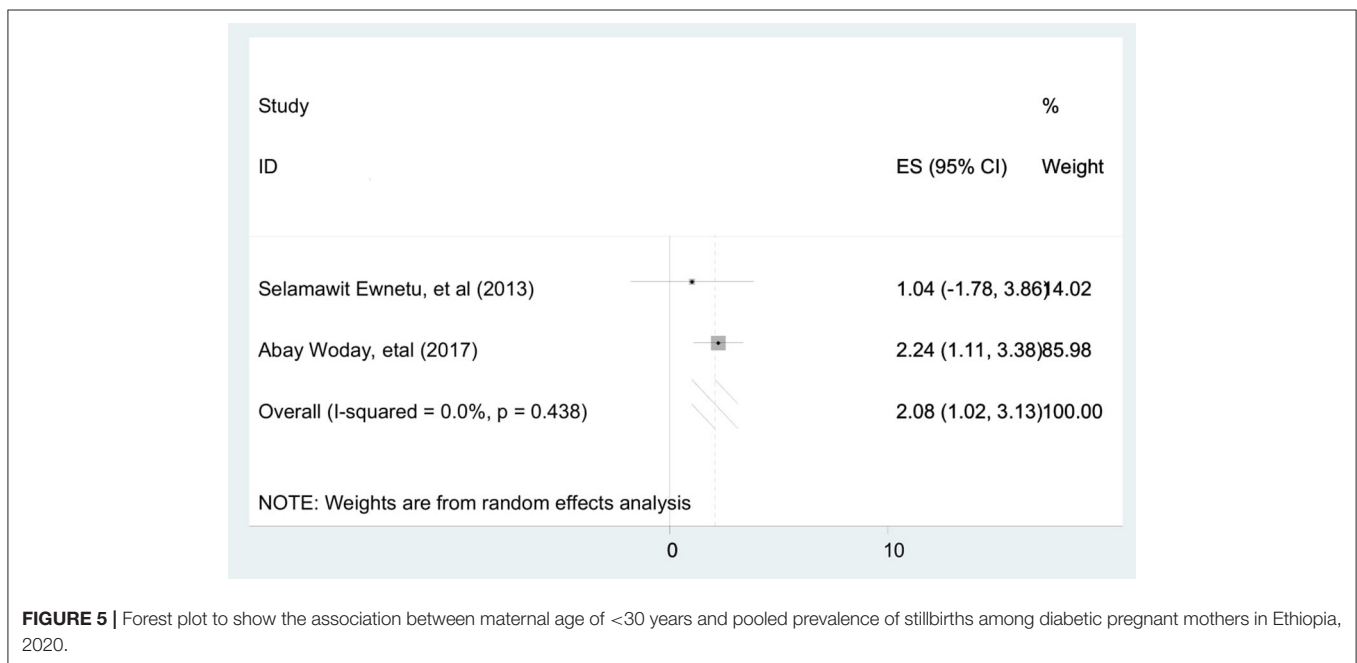 Study %
ID ES (95% CI) Weight
Selamawit Ewnetu, et al (2013) 1.04 (-1.78, 3.86)14.02
Abay Woday, etal (2017) 2.24 (1.11, 3.38)85.98
Overall (I-squared = 0.0%, p = 0.438) 2.08 (1.02, 3.13)100.00
NOTE: Weights are from random effects analysis
0 10
FIGURE 5 | Forest plot to show the association between maternal age of <30 years and pooled prevalence of stillbirths among diabetic pregnant mothers in Ethiopia,
2020.